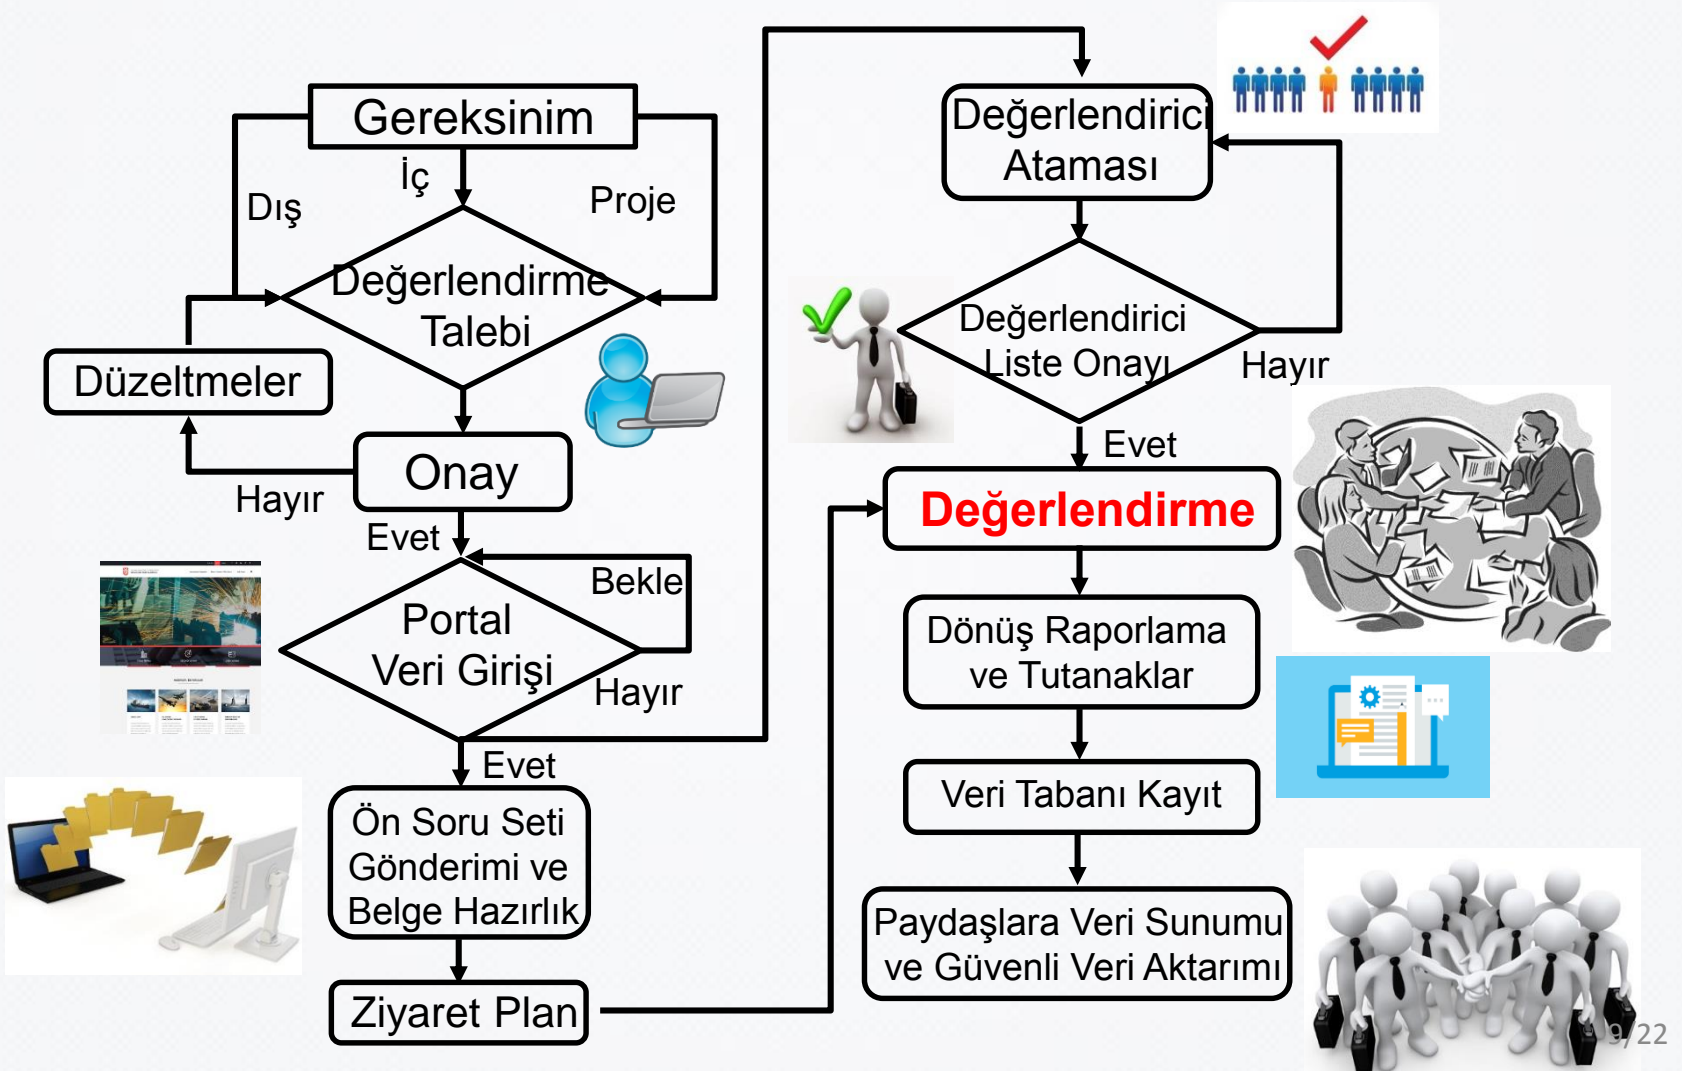 Gereksinim
İç
Dış
Proje
Değerlendirme
Talebi
Düzeltmeler
Onay
Hayır
Evet
Bekle
Portal
Veri Girişi
Hayır
Evet
Ön Soru Seti
Gönderimi ve
Belge Hazırlık
Ziyaret Plan
Değerlendirici
Ataması
Değerlendirici
Liste Onayı
Hayır
Evet
Değerlendirme
Dönüş Raporlama
ve Tutanaklar
Veri Tabanı Kayıt
Paydaşlara Veri Sunumu
ve Güvenli Veri Aktarımı
9/22